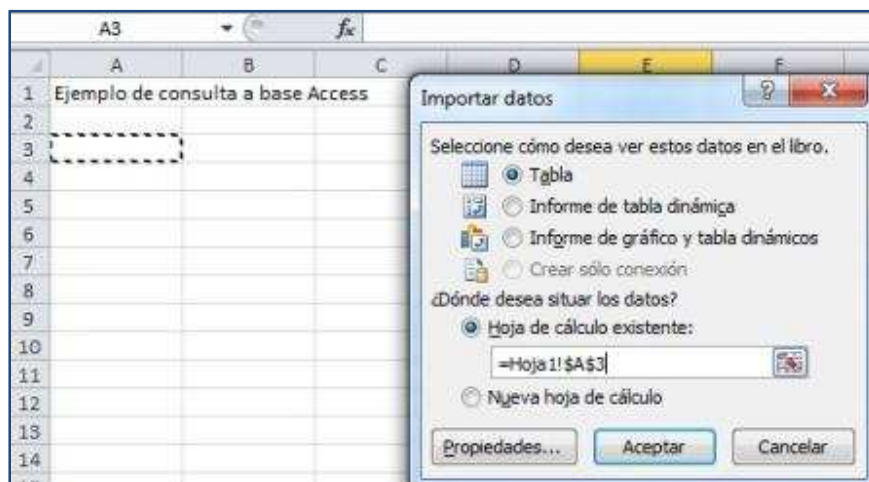 A3 fx
A B C D E F
1 Ejemplo de consulta a base Access
2
3
4
5
6
7
8
9
10
11
12
13
14
Importar datos ?
Seleccione cómo desea ver estos datos en el libro.
Tabla
Informe de tabla dinámica
Informe de gráfico y tabla dinámicos
Crear sólo conexión
¿Dónde desea situar los datos?
Hoja de cálculo existente:
=Hoja1!$A$3
Nueva hoja de cálculo
Propiedades... Aceptar Cancelar